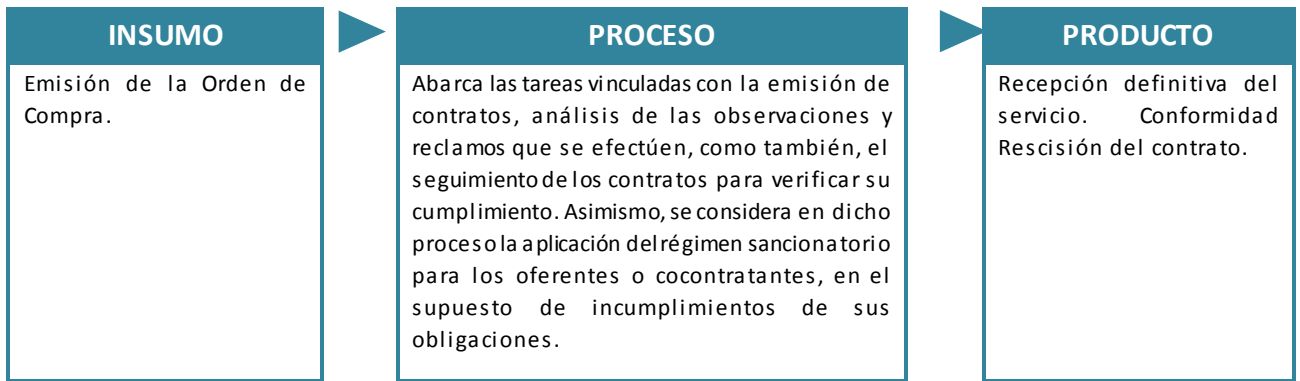 INSUMO
Emisión de la Orden de
Compra.
PROCESO
Abarca las tareas vinculadas con la emisión de
contratos, análisis de las observaciones y
reclamos que se efectúen, como también, el
seguimiento de los contratos para verificar su
cumplimiento. Asimismo, se considera en dicho
proceso la aplicación del régimen sancionatorio
para los oferentes o cocontratantes, en el
supuesto de incumplimientos de sus
obligaciones.
PRODUCTO
Recepción definitiva del
servicio. Conformidad
Rescisión del contrato.